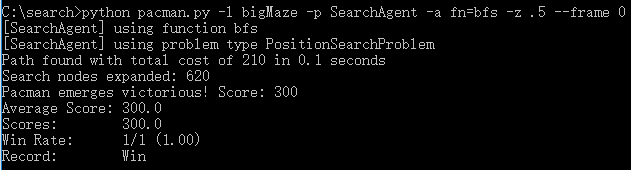 C:\search>python pacman.py -l bigMaze -p SearchAgent -a fn=bfs -z .5 --frame 0
[SearchAgent] using function bfs
[SearchAgent] using problem type PositionSearchProblem
Path found with total cost of 210 in 0.1 seconds
Search nodes expanded: 620
Pacman emerges victorious! Score: 300
Average Score: 300.0
Scores:        300.0
Win Rate:      1/1 (1.00)
Record:        Win